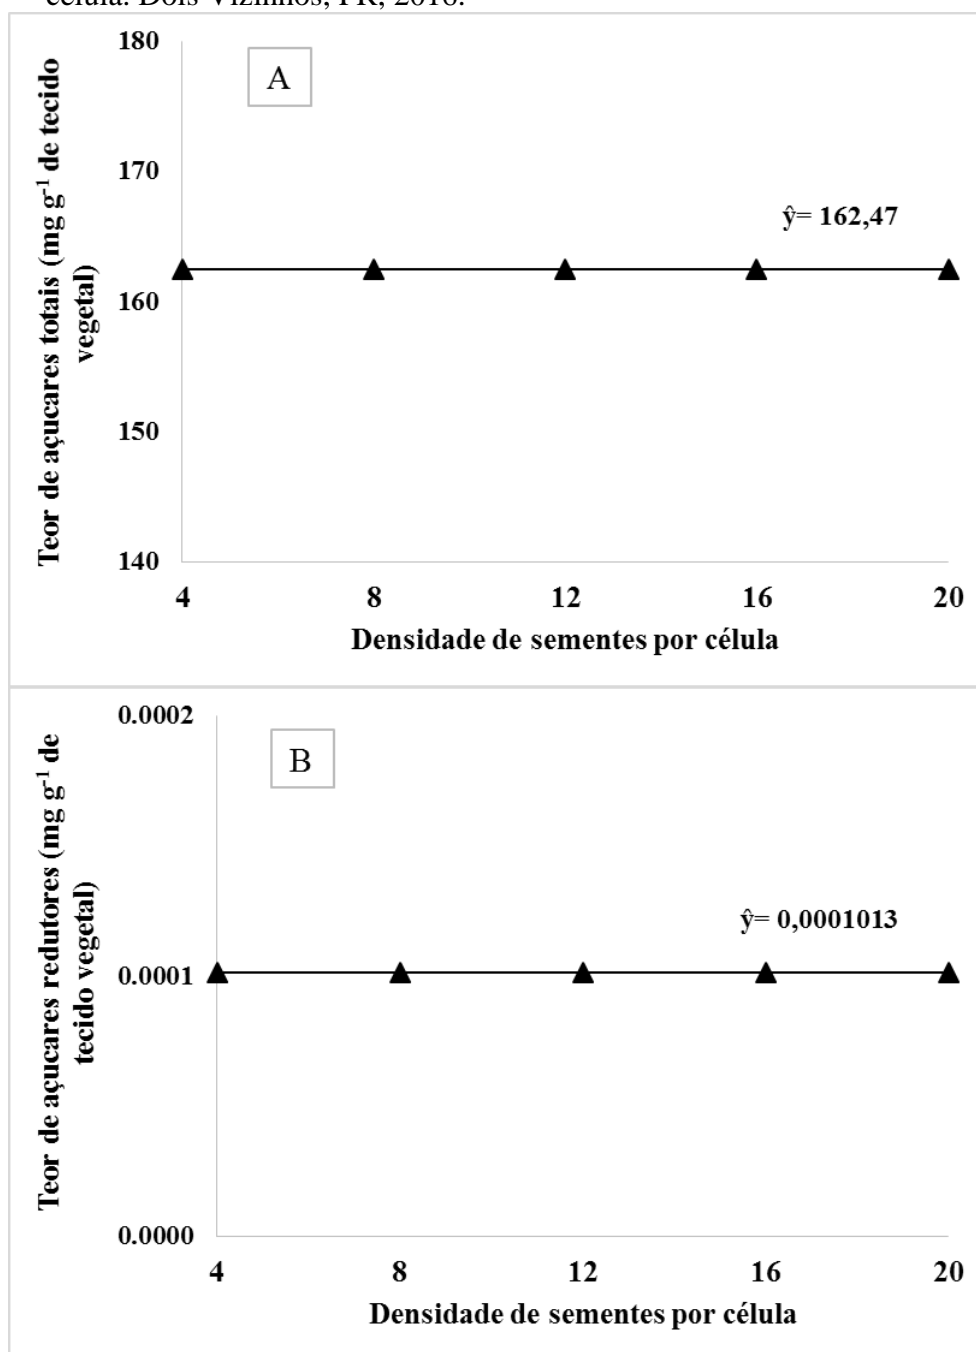 célula. Dois Vizinhos, PR, 2016.
A
Teor de açucares totais (mg g⁻¹ de tecido
vegetal)
180
170
160
150
140
ŷ= 162,47
4 8 12 16 20
Densidade de sementes por célula
B
Teor de açucares redutores (mg g⁻¹ de
tecido vegetal)
0.0002
0.0001
0.0000
ŷ= 0,0001013
4 8 12 16 20
Densidade de sementes por célula